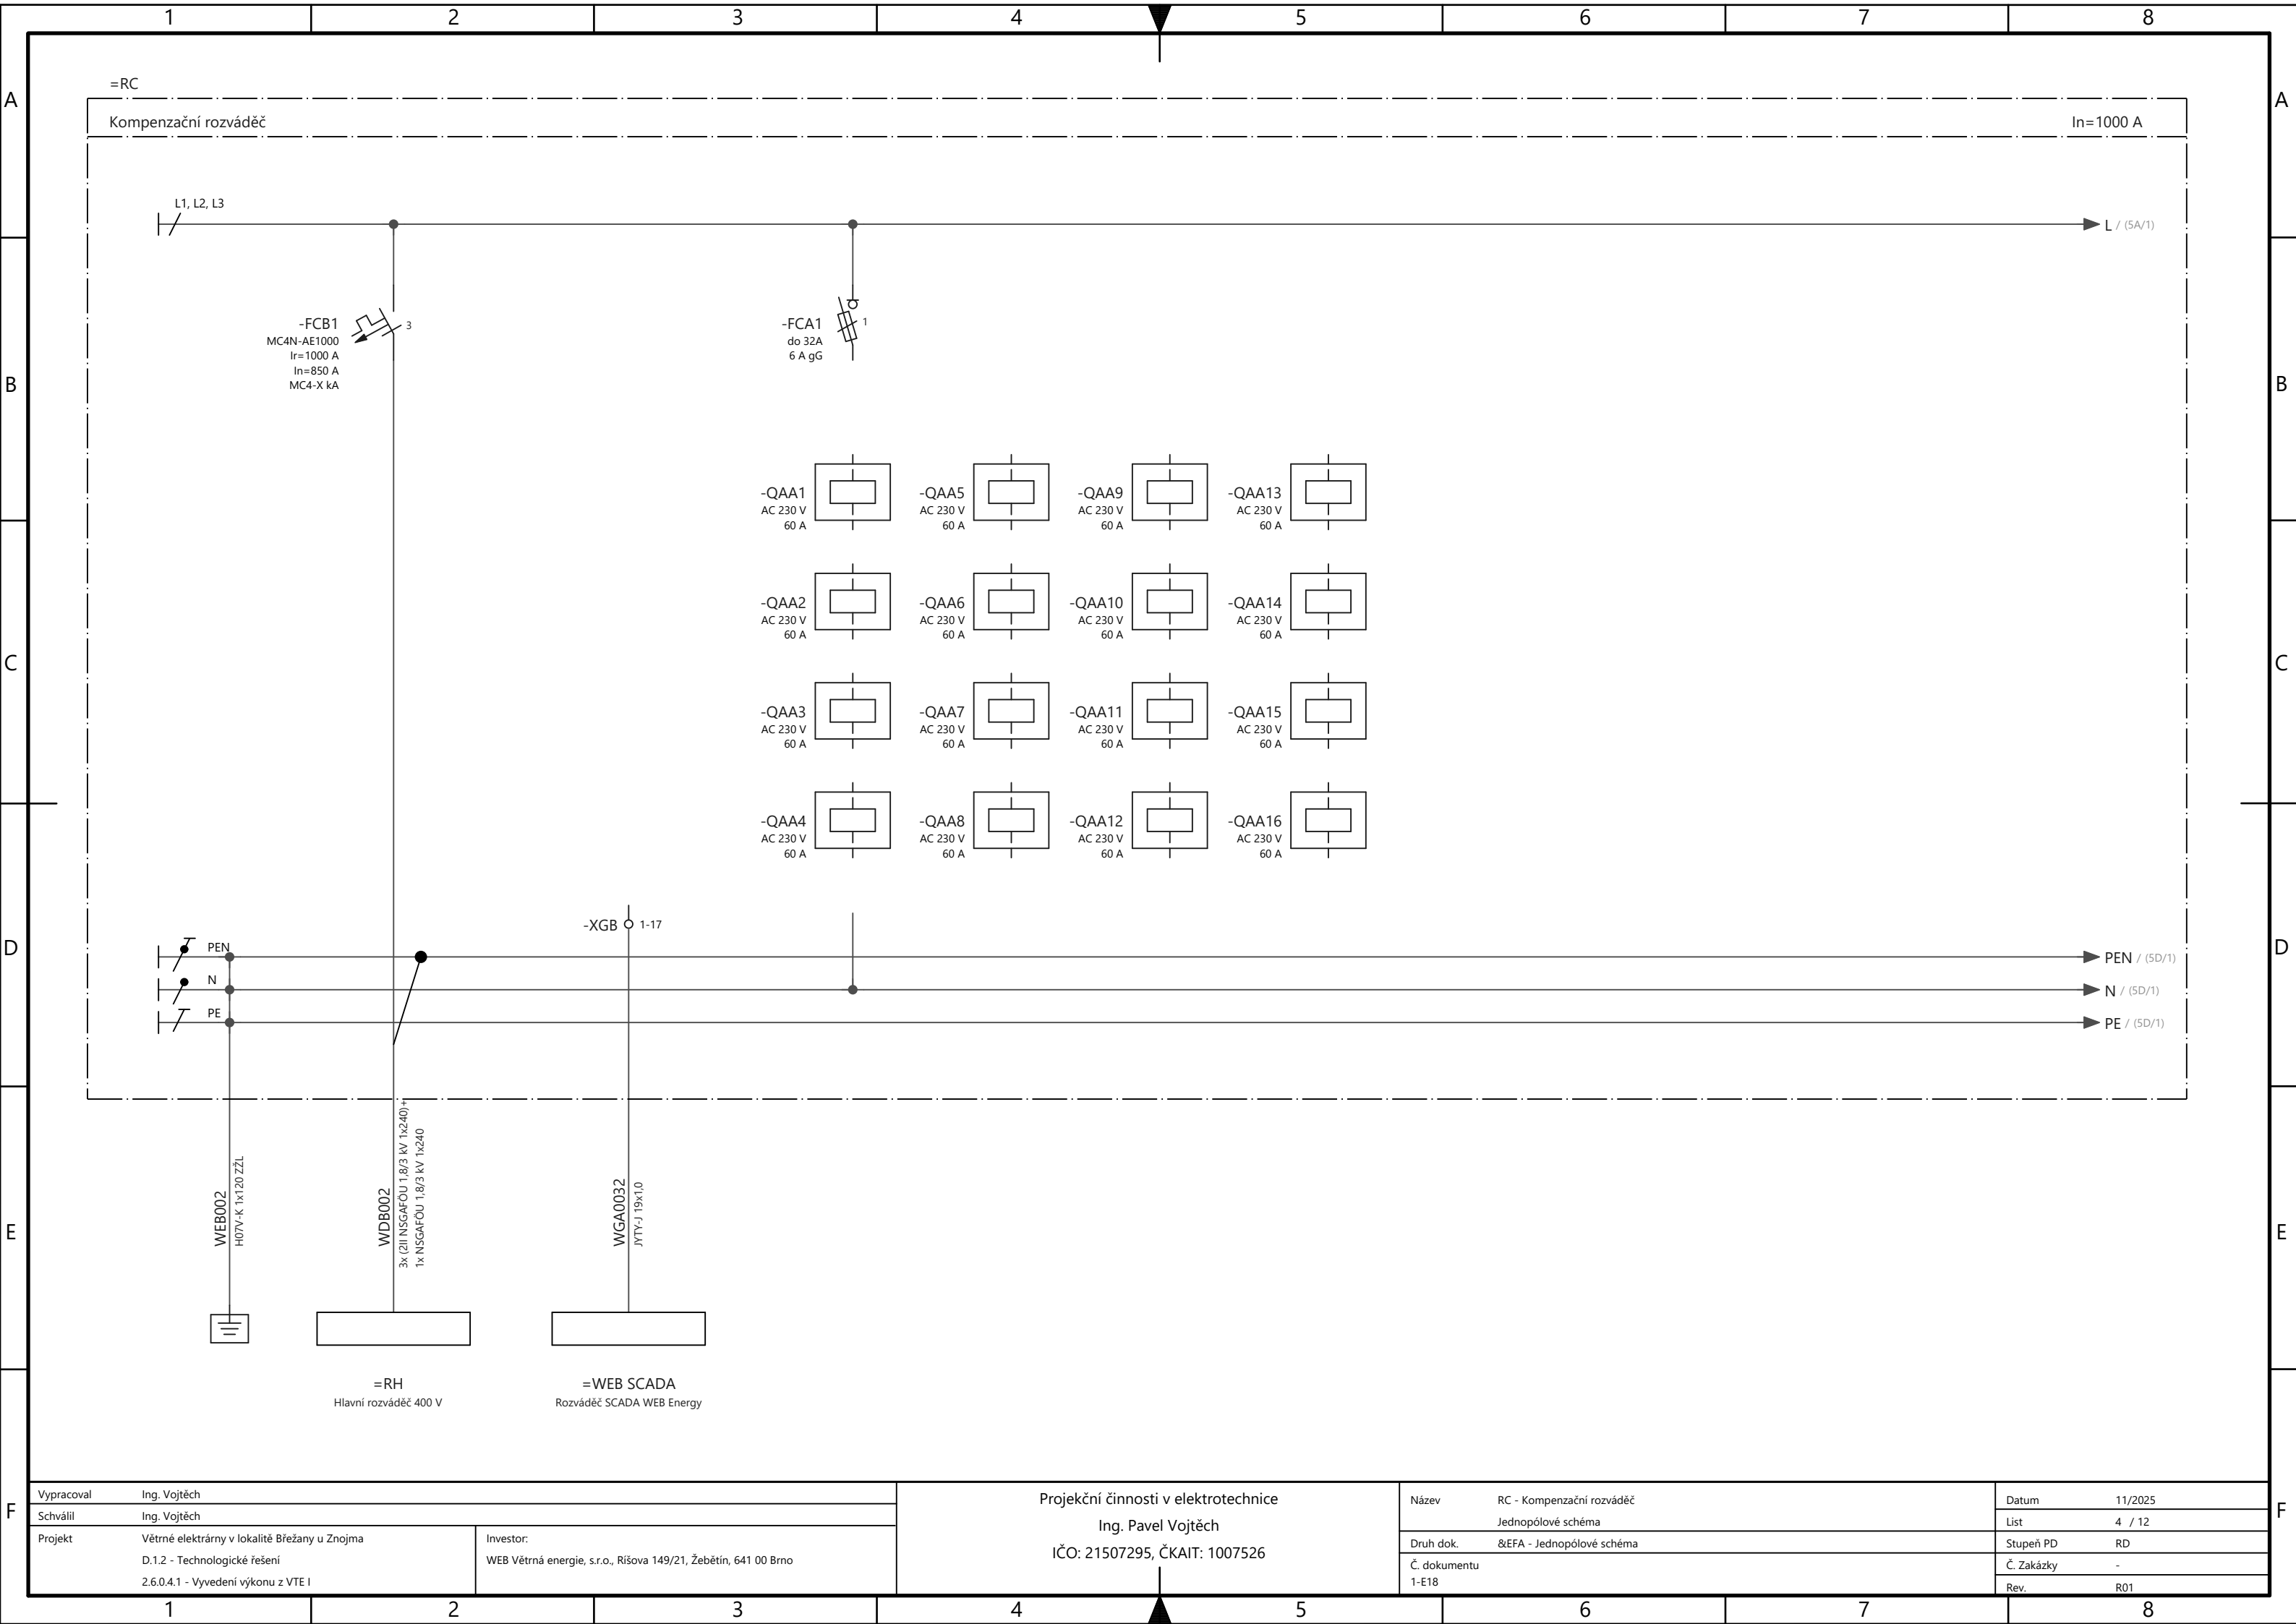 1 2 3 4 5 6 7 8
A A
=RC
Kompenzační rozváděč In=1000 A
L1, L2, L3
L / (5A/1)
B B
-FCB1
MC4N-AE1000
Ir=1000 A
In=850 A
MC4-X kA
3
-FCA1
do 32A
6 A gG
1
-QAA1
AC 230 V
60 A
-QAA5
AC 230 V
60 A
-QAA9
AC 230 V
60 A
-QAA13
AC 230 V
60 A
-QAA2
AC 230 V
60 A
-QAA6
AC 230 V
60 A
-QAA10
AC 230 V
60 A
-QAA14
AC 230 V
60 A
C C
-QAA3
AC 230 V
60 A
-QAA7
AC 230 V
60 A
-QAA11
AC 230 V
60 A
-QAA15
AC 230 V
60 A
-QAA4
AC 230 V
60 A
-QAA8
AC 230 V
60 A
-QAA12
AC 230 V
60 A
-QAA16
AC 230 V
60 A
D D
-XGB 1-17
PEN
N
PE
PEN / (5D/1)
N / (5D/1)
PE / (5D/1)
E E
WEB002
H07V-K 1x120 ZŽL
WDB002
3x (2II NSGAFÖU 1,8/3 kV 1x240)+
1x NSGAFÖU 1,8/3 kV 1x240
WGA0032
JYTY-J 19x1,0
=RH
Hlavní rozváděč 400 V
=WEB SCADA
Rozváděč SCADA WEB Energy
F F
Vypracoval Ing. Vojtěch
Schválil Ing. Vojtěch
Projekt Větrné elektrárny v lokalitě Břežany u Znojma
D.1.2 - Technologické řešení
2.6.0.4.1 - Vyvedení výkonu z VTE I
Investor:
WEB Větrná energie, s.r.o., Ríšova 149/21, Žebětín, 641 00 Brno
Projekční činnosti v elektrotechnice
Ing. Pavel Vojtěch
IČO: 21507295, ČKAIT: 1007526
Název RC - Kompenzační rozváděč
Jednopólové schéma
Druh dok. &EFA - Jednopólové schéma
Č. dokumentu
1-E18
Datum 11/2025
List 4 / 12
Stupeň PD RD
Č. Zakázky -
Rev. R01
1 2 3 4 5 6 7 8